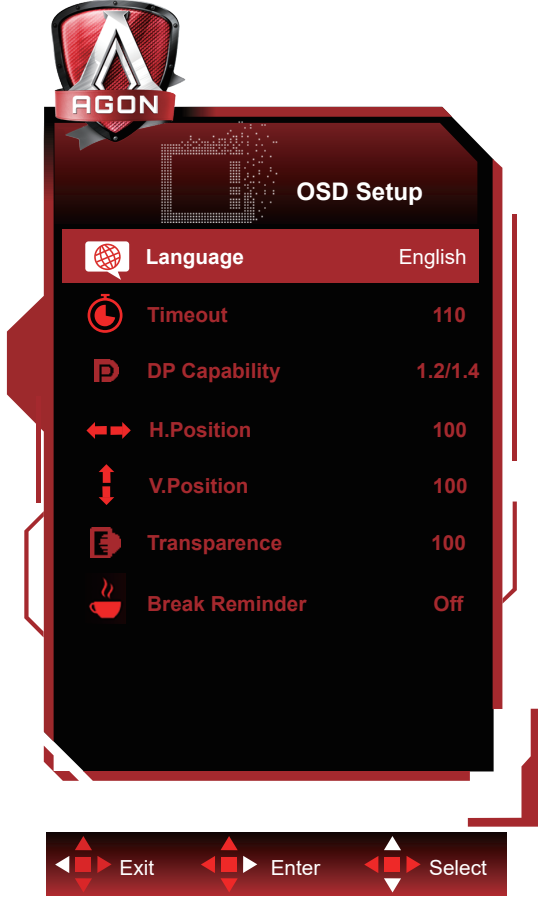 AGON
OSD Setup
Language English
Timeout 110
DP Capability 1.2/1.4
H.Position 100
V.Position 100
Transparence 100
Break Reminder Off
Exit Enter Select